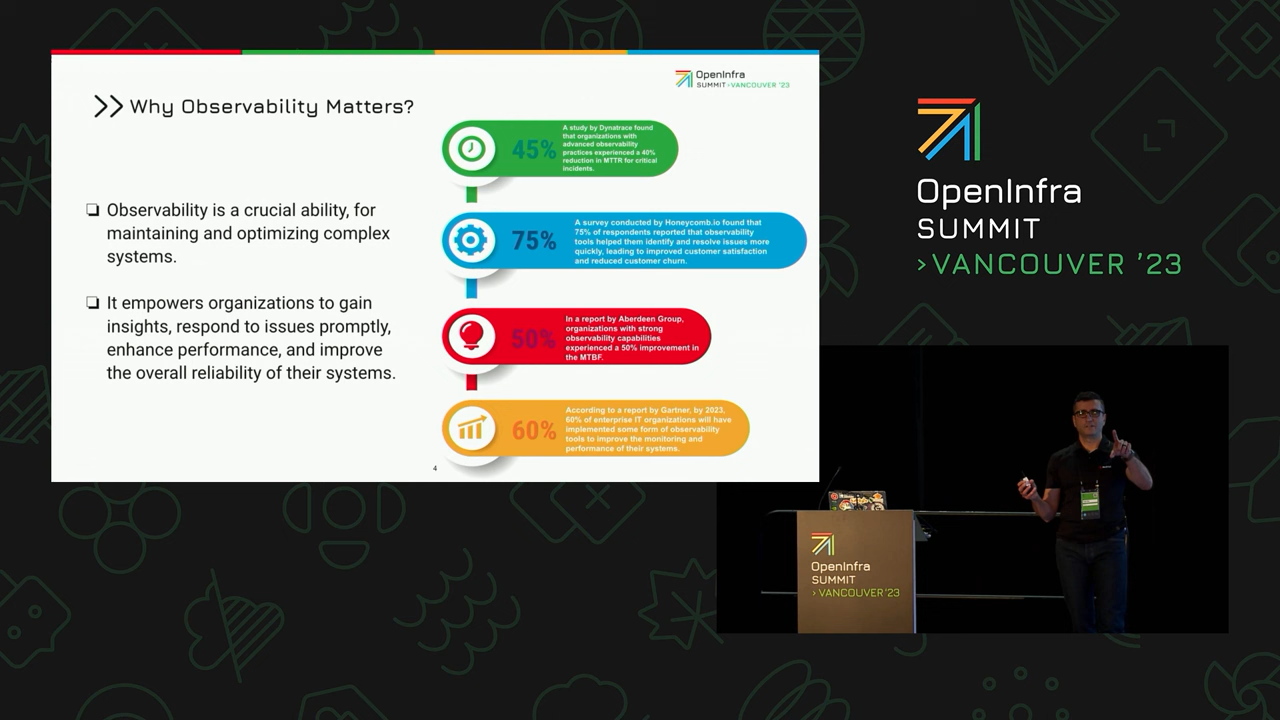 OpenInfra
SUMMIT >VANCOUVER '23
Why Observability Matters?
Observability is a crucial ability, for
maintaining and optimizing complex
systems.
It empowers organizations to gain
insights, respond to issues promptly,
enhance performance, and improve
the overall reliability of their systems.
45%
A study by Dynatrace found
that organizations with
advanced observability
practices experienced a 40%
reduction in MTTR for critical
incidents.
75%
A survey conducted by Honeycomb.io found that
75% of respondents reported that observability
tools helped them identify and resolve issues more
quickly, leading to improved customer satisfaction
and reduced customer churn.
50%
In a report by Aberdeen Group,
organizations with strong
observability capabilities
experienced a 50% improvement in
the MTBF.
60%
According to a report by Gartner, by 2023,
60% of enterprise IT organizations will have
implemented some form of observability
tools to improve the monitoring and
performance of their systems.
4
OpenInfra
SUMMIT
>VANCOUVER '23
OpenInfra
SUMMIT
>VANCOUVER '23